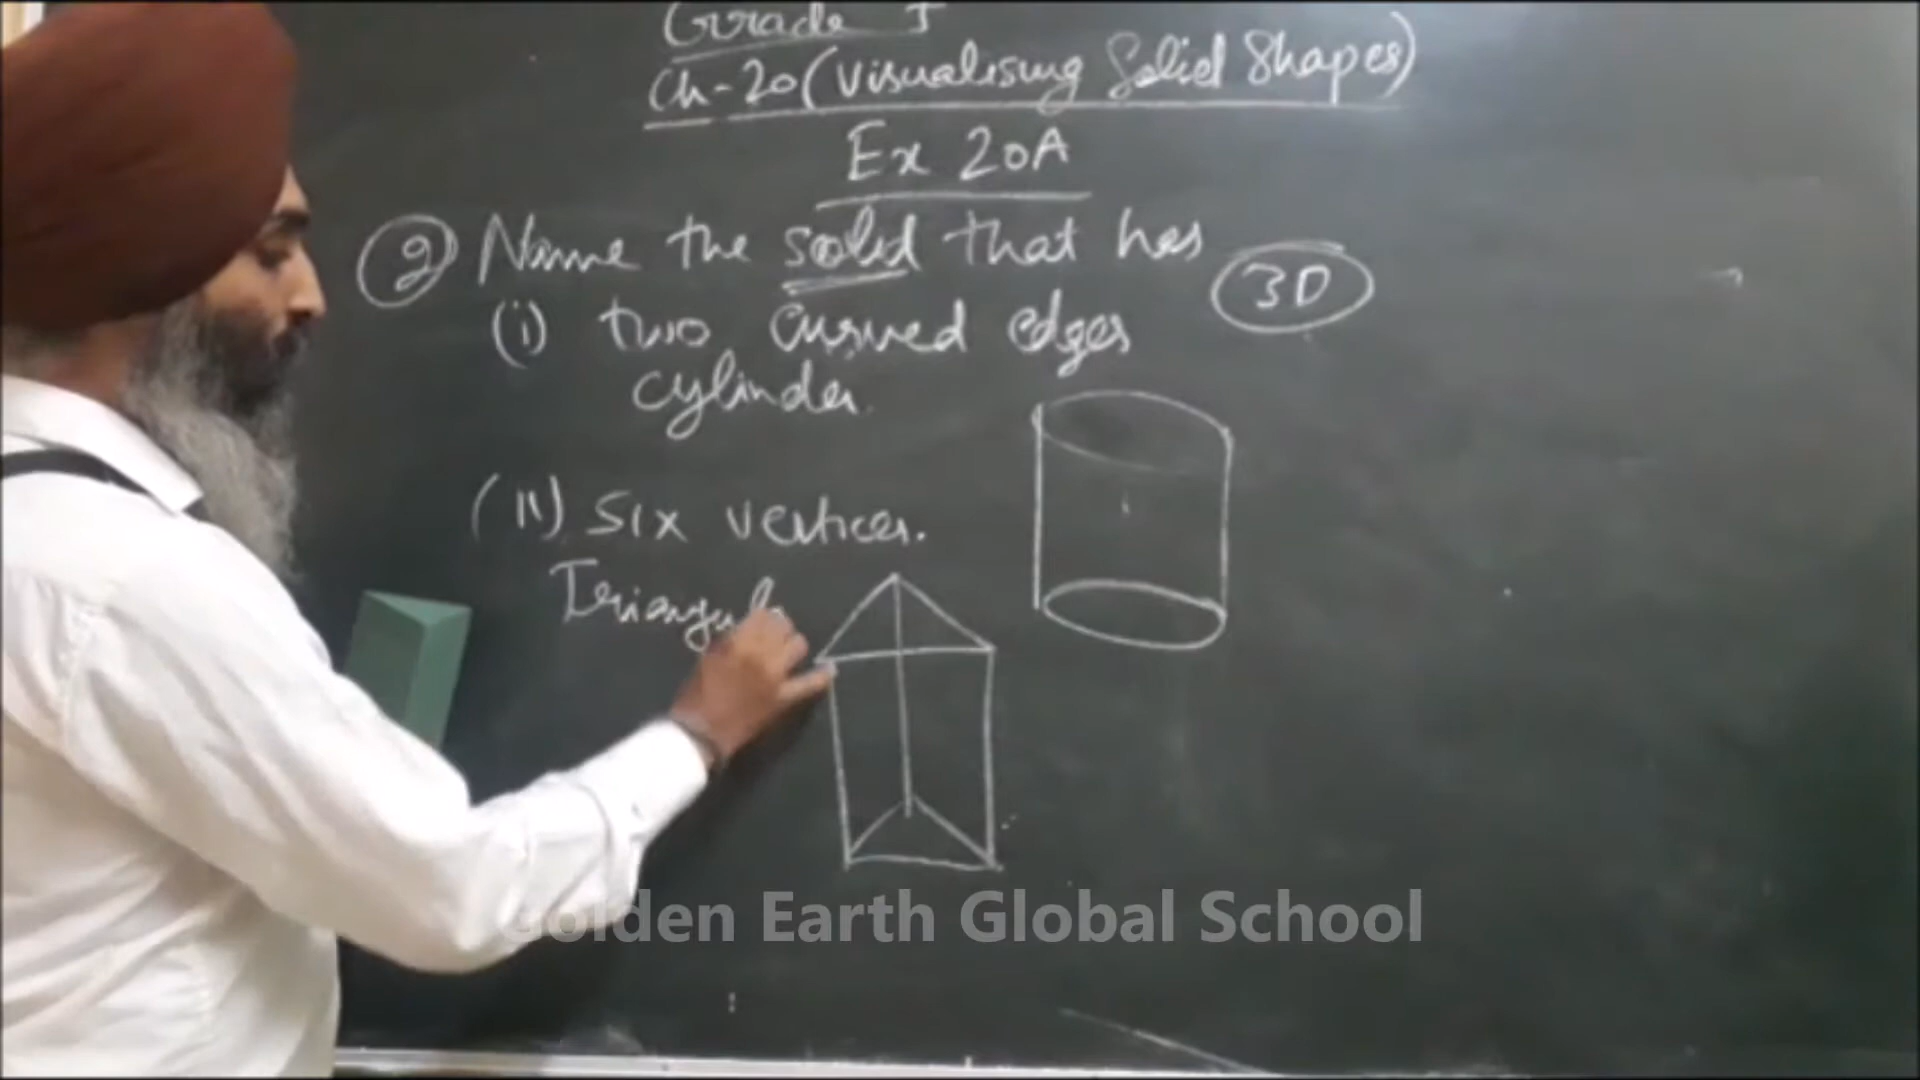 Grade
Ch-20 (Visualising Solid Shapes)
Ex 20A
2 Name the solid that has
3D
(i) two curved edges
cylinder.
(ii) Six vertices.
Triangula
Golden Earth Global School